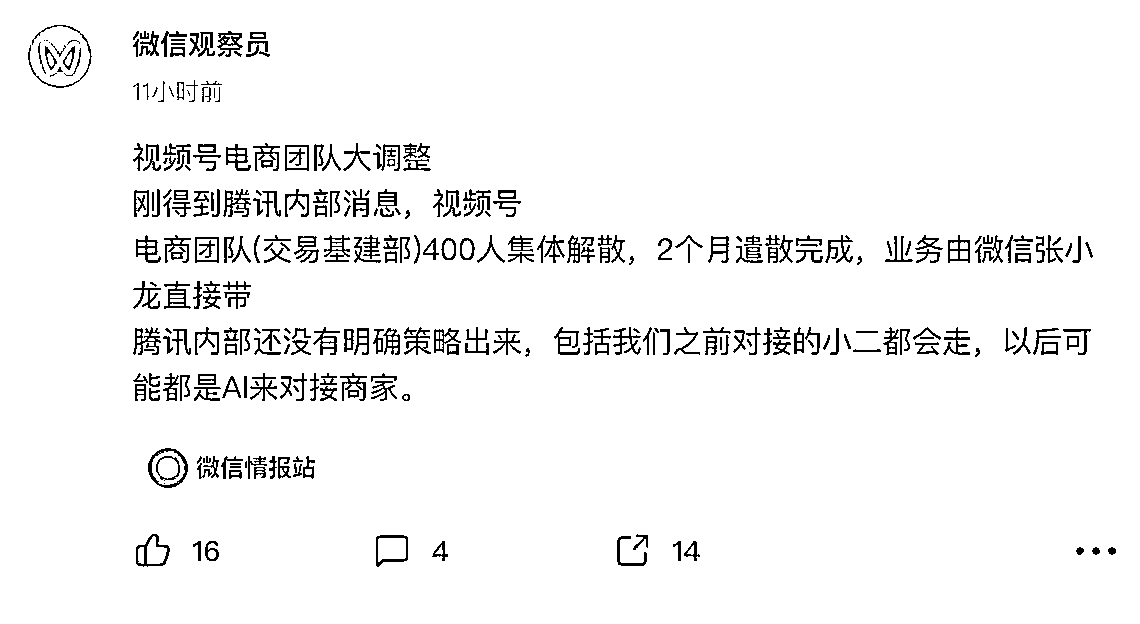 微信观察员
11小时前
视频号电商团队大调整
刚得到腾讯内部消息，视频号
电商团队(交易基建部)400人集体解散，2个月遣散完成，业务由微信张小
龙直接带
腾讯内部还没有明确策略出来，包括我们之前对接的小二都会走，以后可
能都是AI来对接商家。
微信情报站
16
4
14